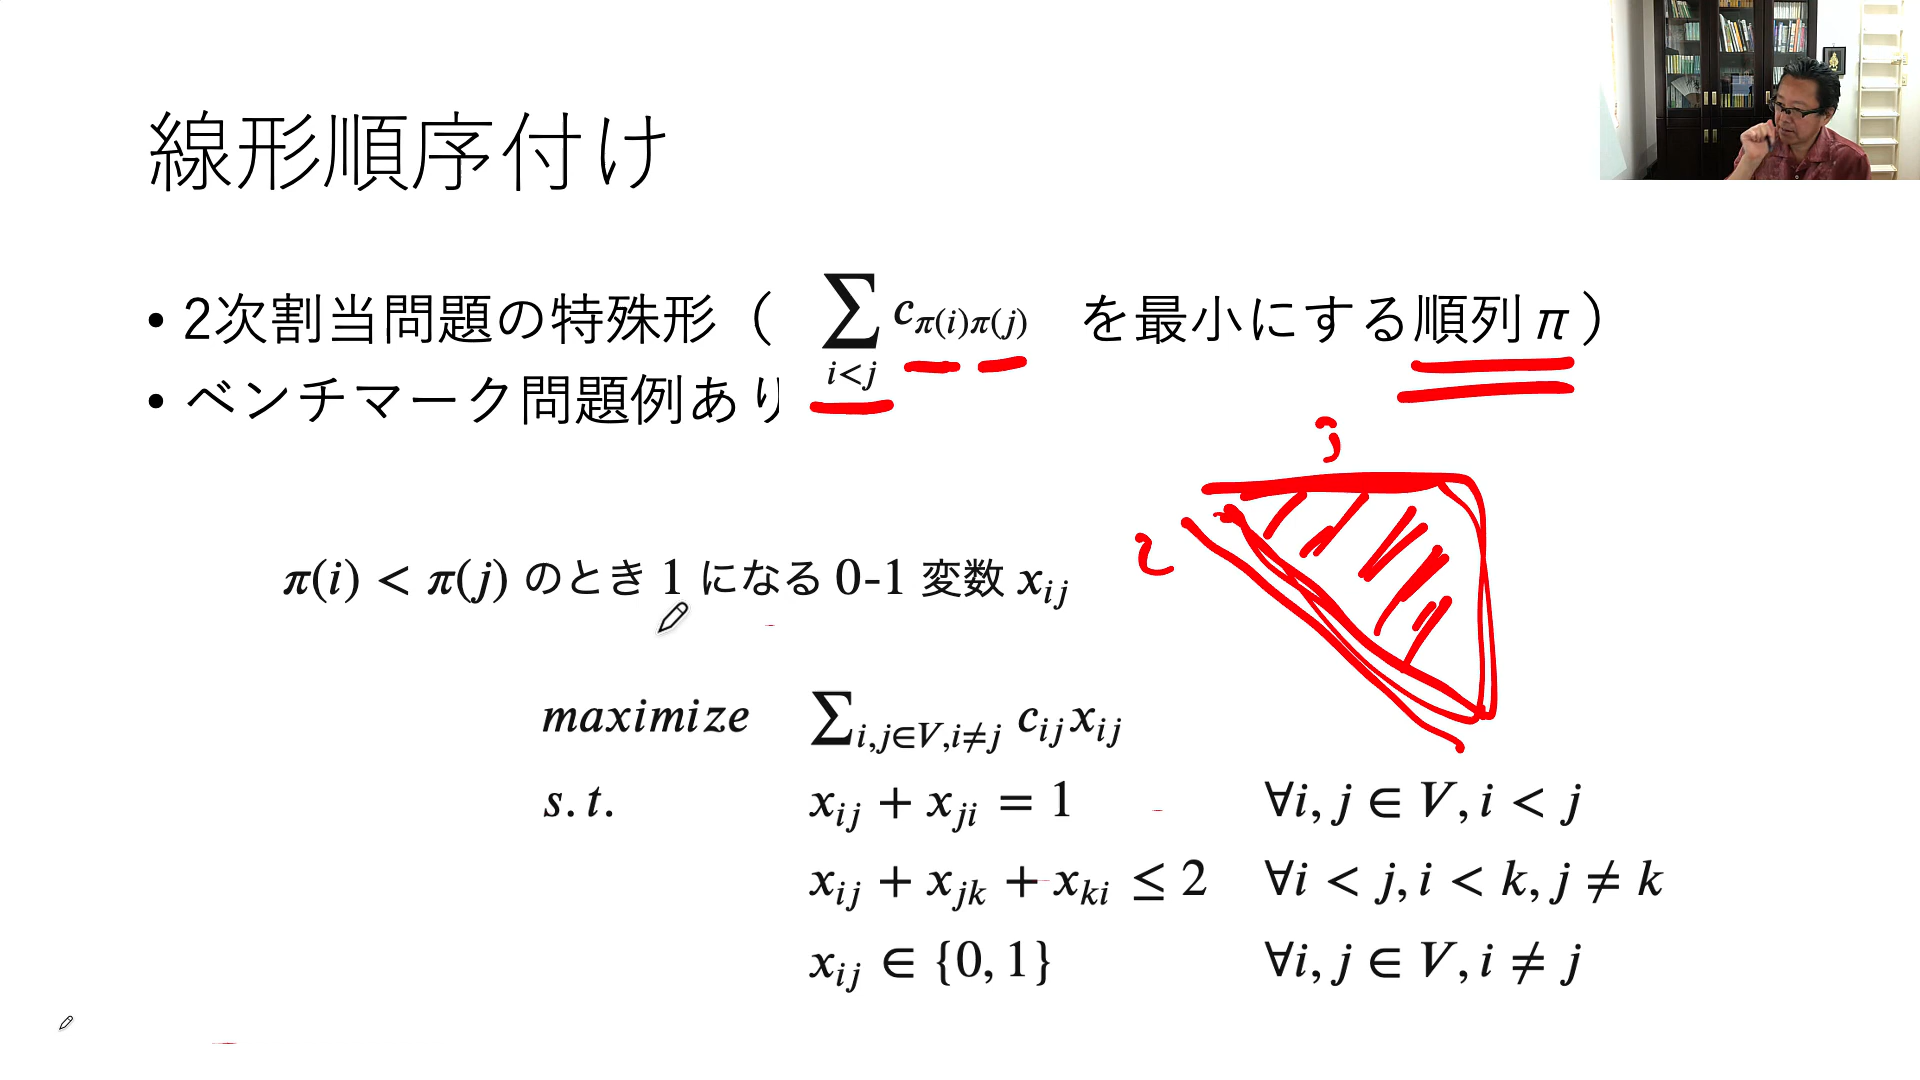 線形順序付け
• 2次割当問題の特殊形（ ∑_{i<j} c_{π(i)π(j)} を最小にする順列 π ）
• ベンチマーク問題例あり
j
i
π(i) < π(j) のとき 1 になる 0-1 変数 x_{ij}
maximize ∑_{i,j∈V,i≠j} c_{ij}x_{ij}
s.t. x_{ij} + x_{ji} = 1 ∀i, j ∈ V, i < j
x_{ij} + x_{jk} + x_{ki} ≤ 2 ∀i < j, i < k, j ≠ k
x_{ij} ∈ {0, 1} ∀i, j ∈ V, i ≠ j